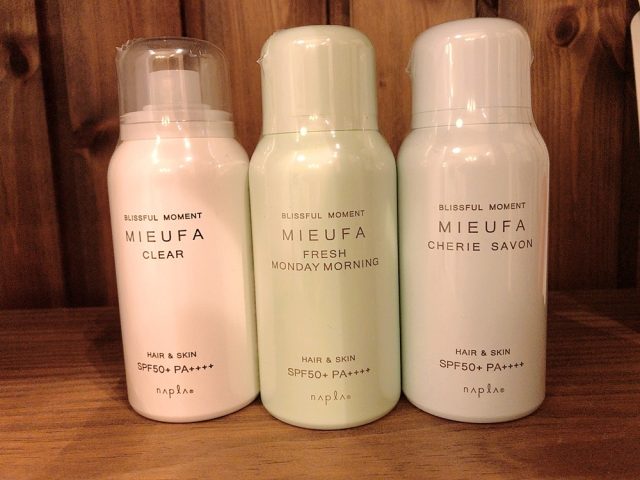 BLISSFUL MOMENT
MIEUFA
CLEAR
HAIR & SKIN
SPF50+ PA++++
napla®
BLISSFUL MOMENT
MIEUFA
FRESH
MONDAY MORNING
HAIR & SKIN
SPF50+ PA++++
napla®
BLISSFUL MOMENT
MIEUFA
CHERIE SAVON
HAIR & SKIN
SPF50+ PA++++
napla®